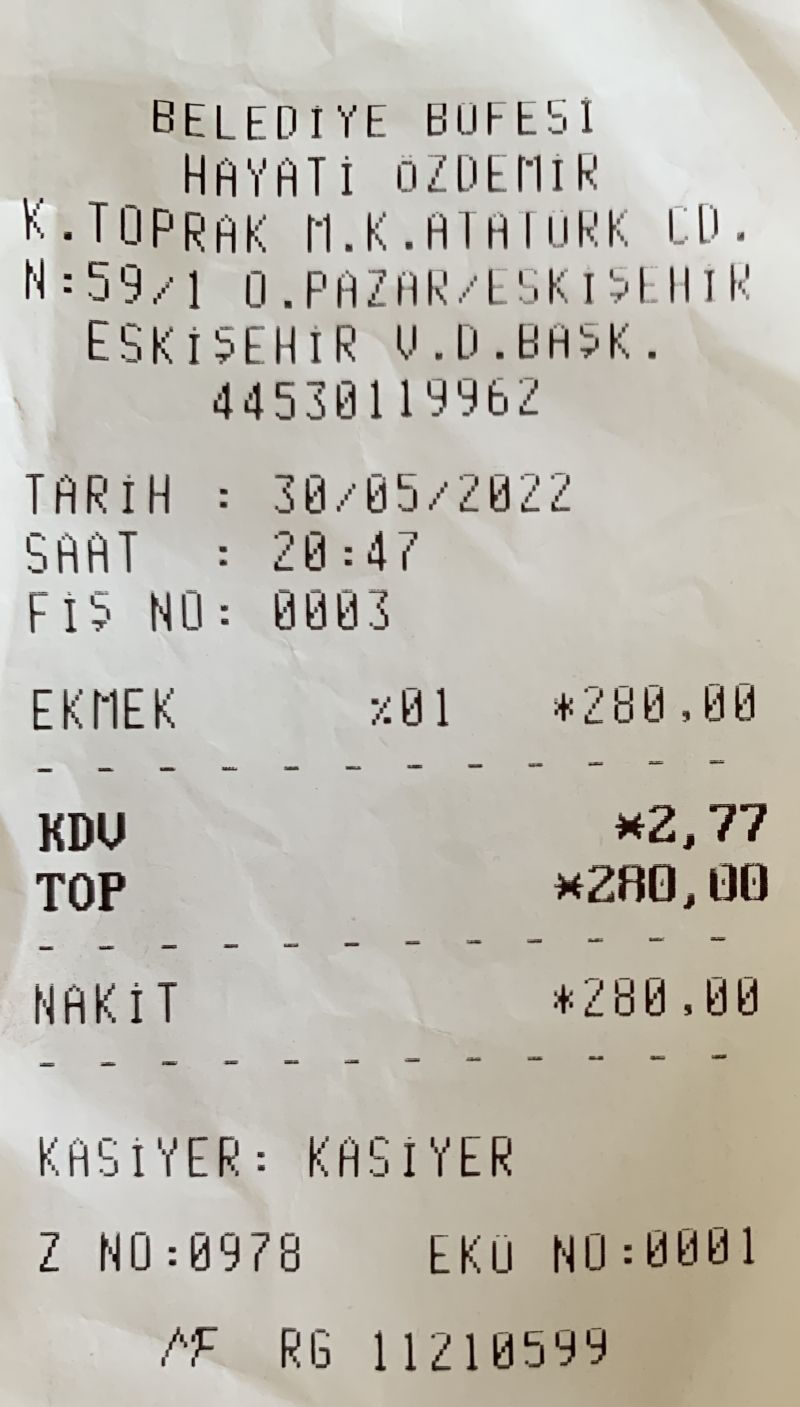 BELEDİYE BÜFESİ
HAYATİ ÖZDEMİR
K.TOPRAK M.K.ATATÜRK CD.
N:59/1 O.PAZAR/ESKİŞEHİR
ESKİŞEHİR V.D.BAŞK.
44530119962
TARİH : 30/05/2022
SAAT : 20:47
FİŞ NO: 0003
EKMEK %01 *280,00
KDV *2,77
TOP *280,00
NAKİT *280,00
KASİYER: KASİYER
Z NO:0978 EKÜ NO:0001
MF RG 11210599